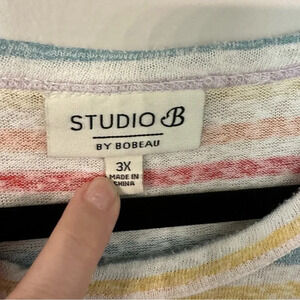 STUDIO B
BY BOBEAU
3X
MADE IN
CHINA